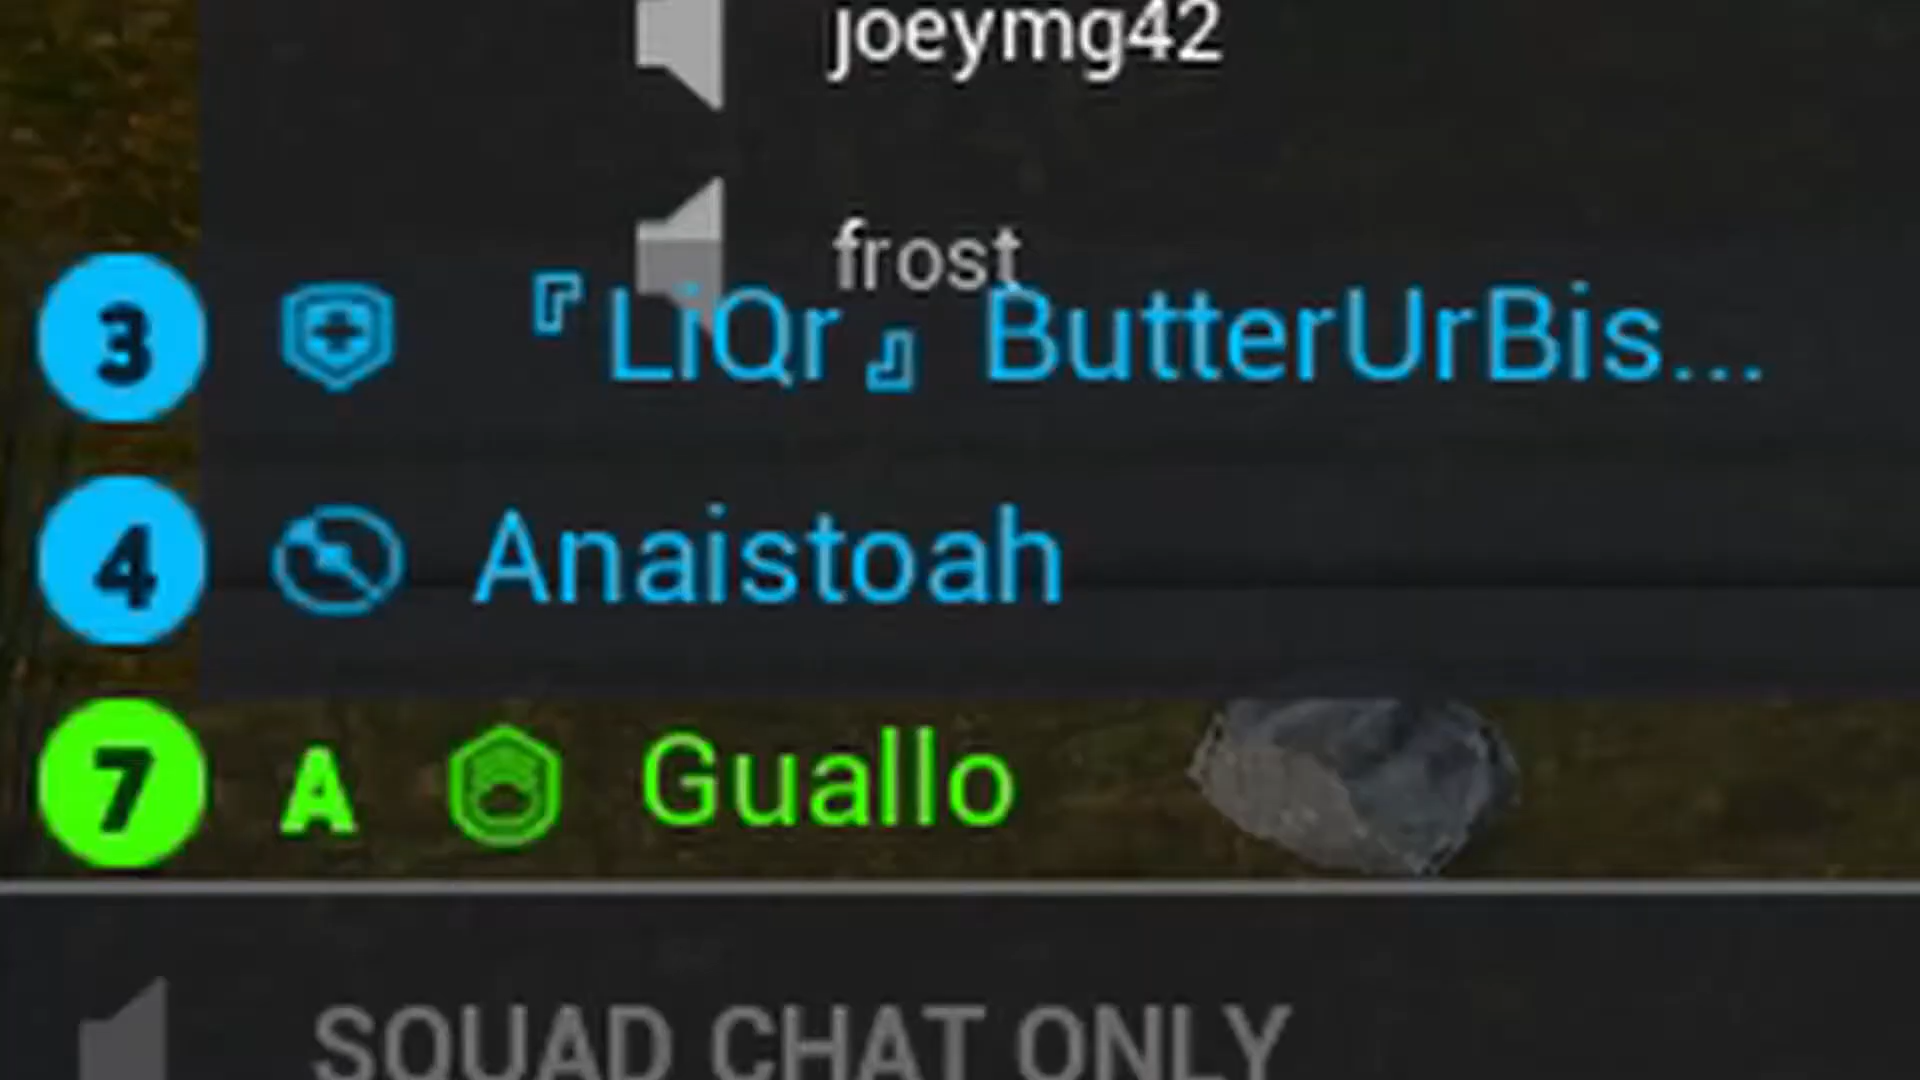 joeymg42
frost
3 『LiQr』 ButterUrBis...
4 Anaistoah
7 A Guallo
SQUAD CHAT ONLY